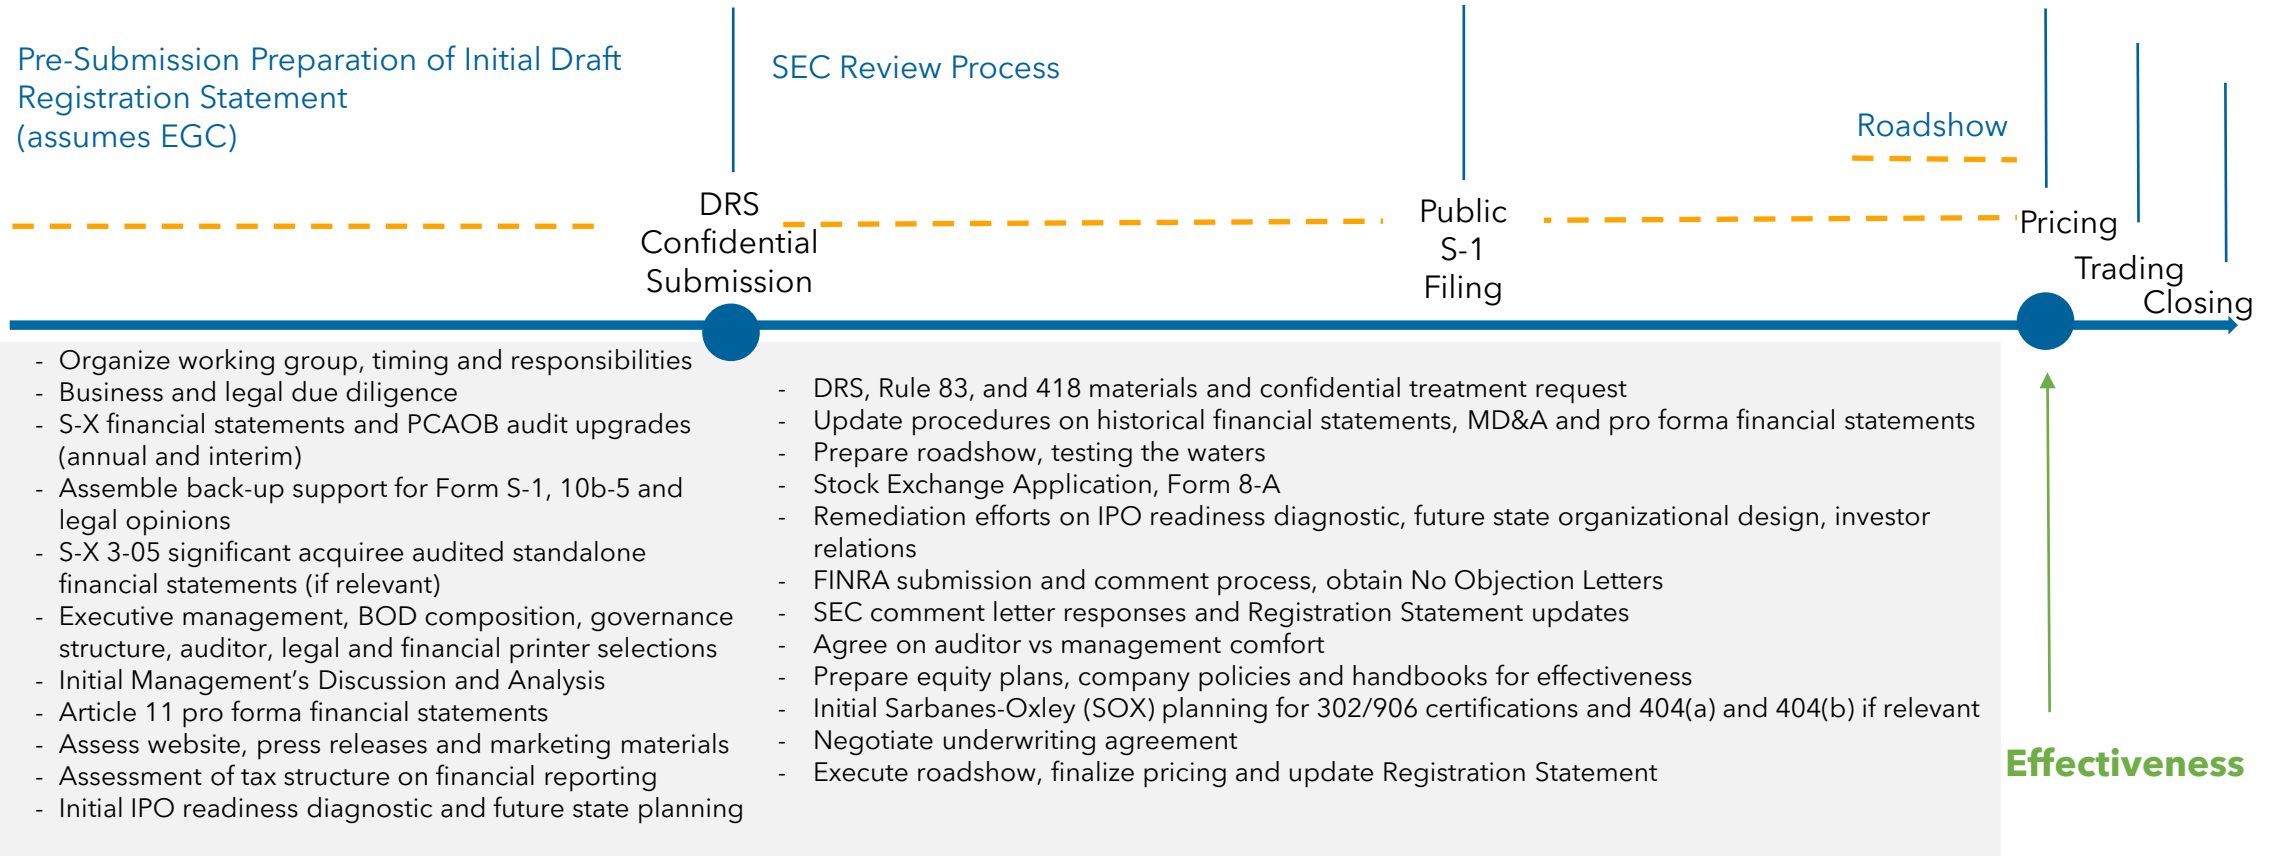 Pre-Submission Preparation of Initial Draft
Registration Statement
(assumes EGC)
SEC Review Process
Roadshow
DRS
Confidential
Submission
Public
S-1
Filing
Pricing
Trading
Closing
- Organize working group, timing and responsibilities
- Business and legal due diligence
- S-X financial statements and PCAOB audit upgrades
(annual and interim)
- Assemble back-up support for Form S-1, 10b-5 and
legal opinions
- S-X 3-05 significant acquiree audited standalone
financial statements (if relevant)
- Executive management, BOD composition, governance
structure, auditor, legal and financial printer selections
- Initial Management’s Discussion and Analysis
- Article 11 pro forma financial statements
- Assess website, press releases and marketing materials
- Assessment of tax structure on financial reporting
- Initial IPO readiness diagnostic and future state planning
- DRS, Rule 83, and 418 materials and confidential treatment request
- Update procedures on historical financial statements, MD&A and pro forma financial statements
- Prepare roadshow, testing the waters
- Stock Exchange Application, Form 8-A
- Remediation efforts on IPO readiness diagnostic, future state organizational design, investor
relations
- FINRA submission and comment process, obtain No Objection Letters
- SEC comment letter responses and Registration Statement updates
- Agree on auditor vs management comfort
- Prepare equity plans, company policies and handbooks for effectiveness
- Initial Sarbanes-Oxley (SOX) planning for 302/906 certifications and 404(a) and 404(b) if relevant
- Negotiate underwriting agreement
- Execute roadshow, finalize pricing and update Registration Statement
Effectiveness